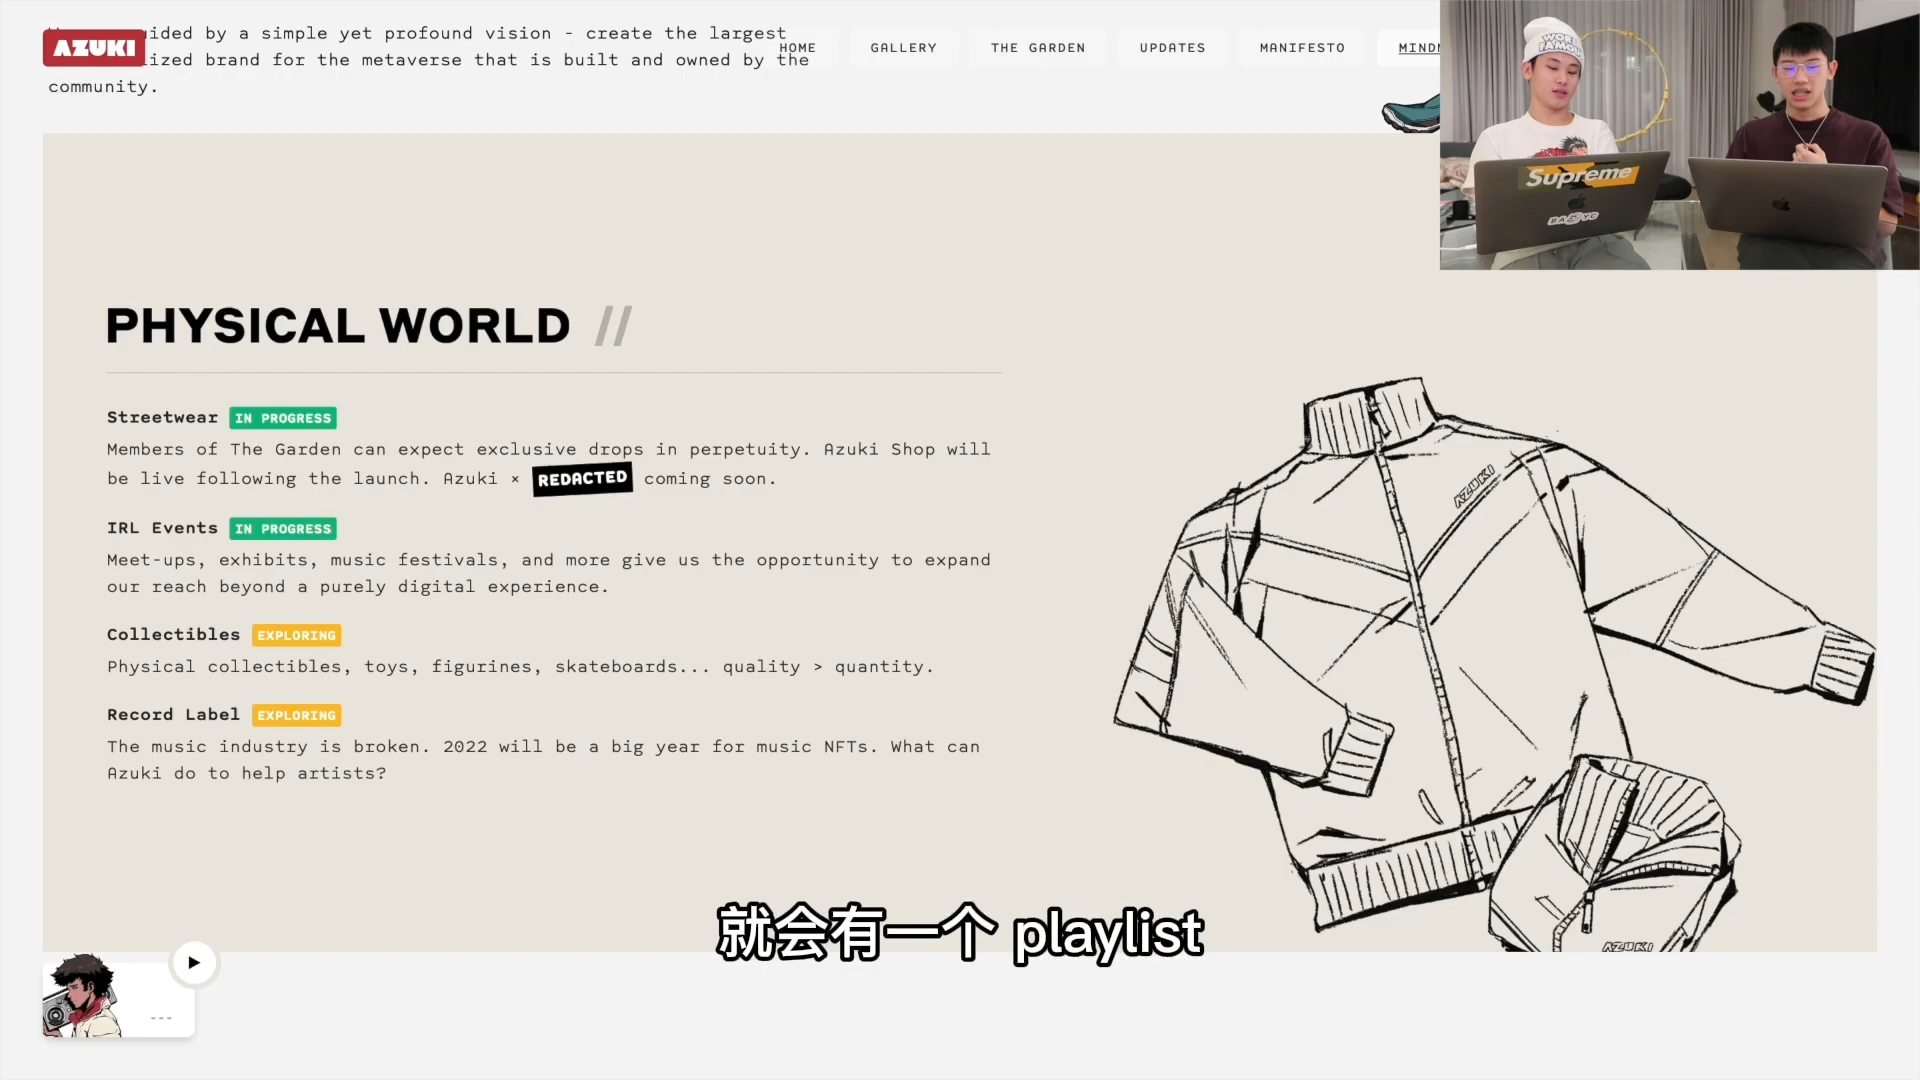 uided by a simple yet profound vision - create the largest
AZUKI
lized brand for the metaverse that is built and owned by the
community.
HOME
GALLERY
THE GARDEN
UPDATES
MANIFESTO
WORLD
FAMOUS
Supreme
PHYSICAL WORLD //
Streetwear IN PROGRESS
Members of The Garden can expect exclusive drops in perpetuity. Azuki Shop will
be live following the launch. Azuki × REDACTED coming soon.
IRL Events IN PROGRESS
Meet-ups, exhibits, music festivals, and more give us the opportunity to expand
our reach beyond a purely digital experience.
Collectibles EXPLORING
Physical collectibles, toys, figurines, skateboards... quality > quantity.
Record Label EXPLORING
The music industry is broken. 2022 will be a big year for music NFTs. What can
Azuki do to help artists?
AZUKI
AZUKI
就会有一个 playlist
---